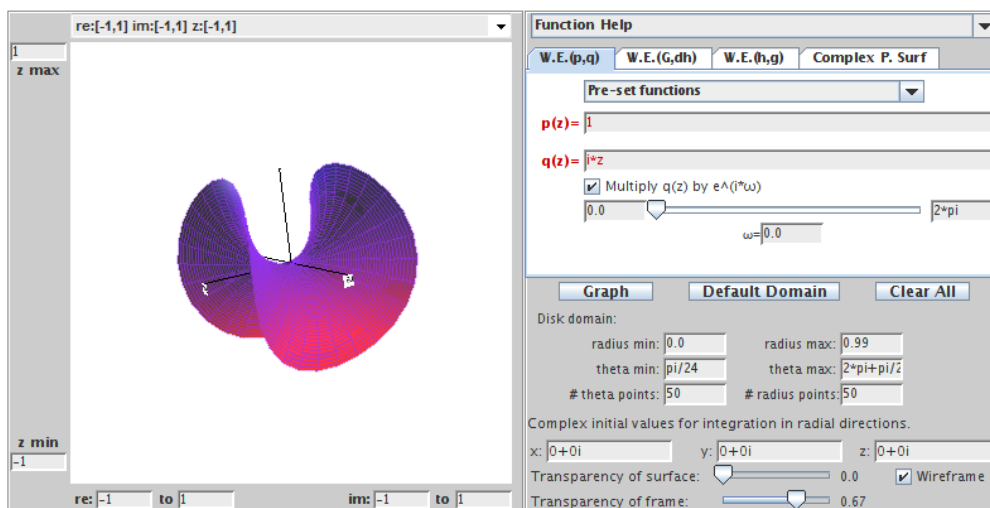 re:[-1,1] im:[-1,1] z:[-1,1]
1
z max
z min
-1
re: -1 to 1 im: -1 to 1
Function Help
W.E.(p,q) W.E.(G,dh) W.E.(h,g) Complex P. Surf
Pre-set functions
p(z)= 1
q(z)= i*z
Multiply q(z) by e^(i*ω)
0.0 2*pi
ω= 0.0
Graph Default Domain Clear All
Disk domain:
radius min: 0.0 radius max: 0.99
theta min: pi/24 theta max: 2*pi+pi/2
# theta points: 50 # radius points: 50
Complex initial values for integration in radial directions.
x: 0+0i y: 0+0i z: 0+0i
Transparency of surface: 0.0 Wireframe
Transparency of frame: 0.67